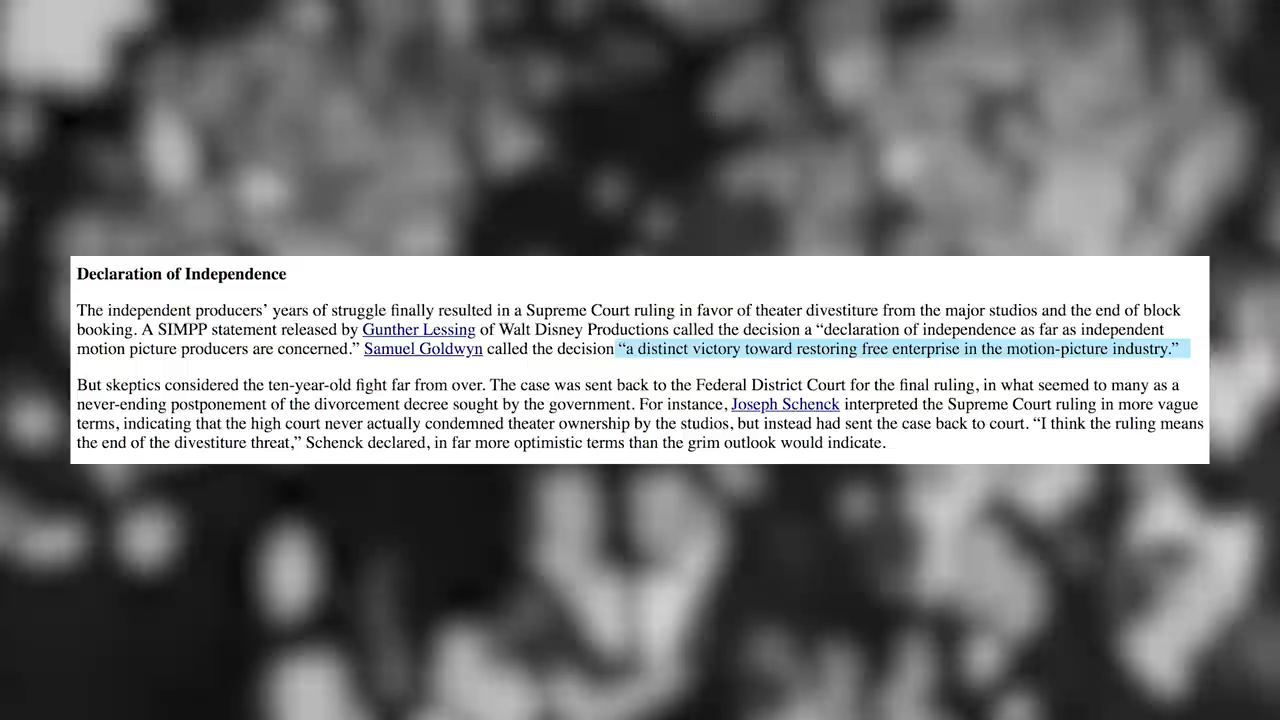 Declaration of Independence
The independent producers’ years of struggle finally resulted in a Supreme Court ruling in favor of theater divestiture from the major studios and the end of block
booking. A SIMPP statement released by Gunther Lessing of Walt Disney Productions called the decision a “declaration of independence as far as independent
motion picture producers are concerned.” Samuel Goldwyn called the decision “a distinct victory toward restoring free enterprise in the motion-picture industry.”
But skeptics considered the ten-year-old fight far from over. The case was sent back to the Federal District Court for the final ruling, in what seemed to many as a
never-ending postponement of the divorcement decree sought by the government. For instance, Joseph Schenck interpreted the Supreme Court ruling in more vague
terms, indicating that the high court never actually condemned theater ownership by the studios, but instead had sent the case back to court. “I think the ruling means
the end of the divestiture threat,” Schenck declared, in far more optimistic terms than the grim outlook would indicate.